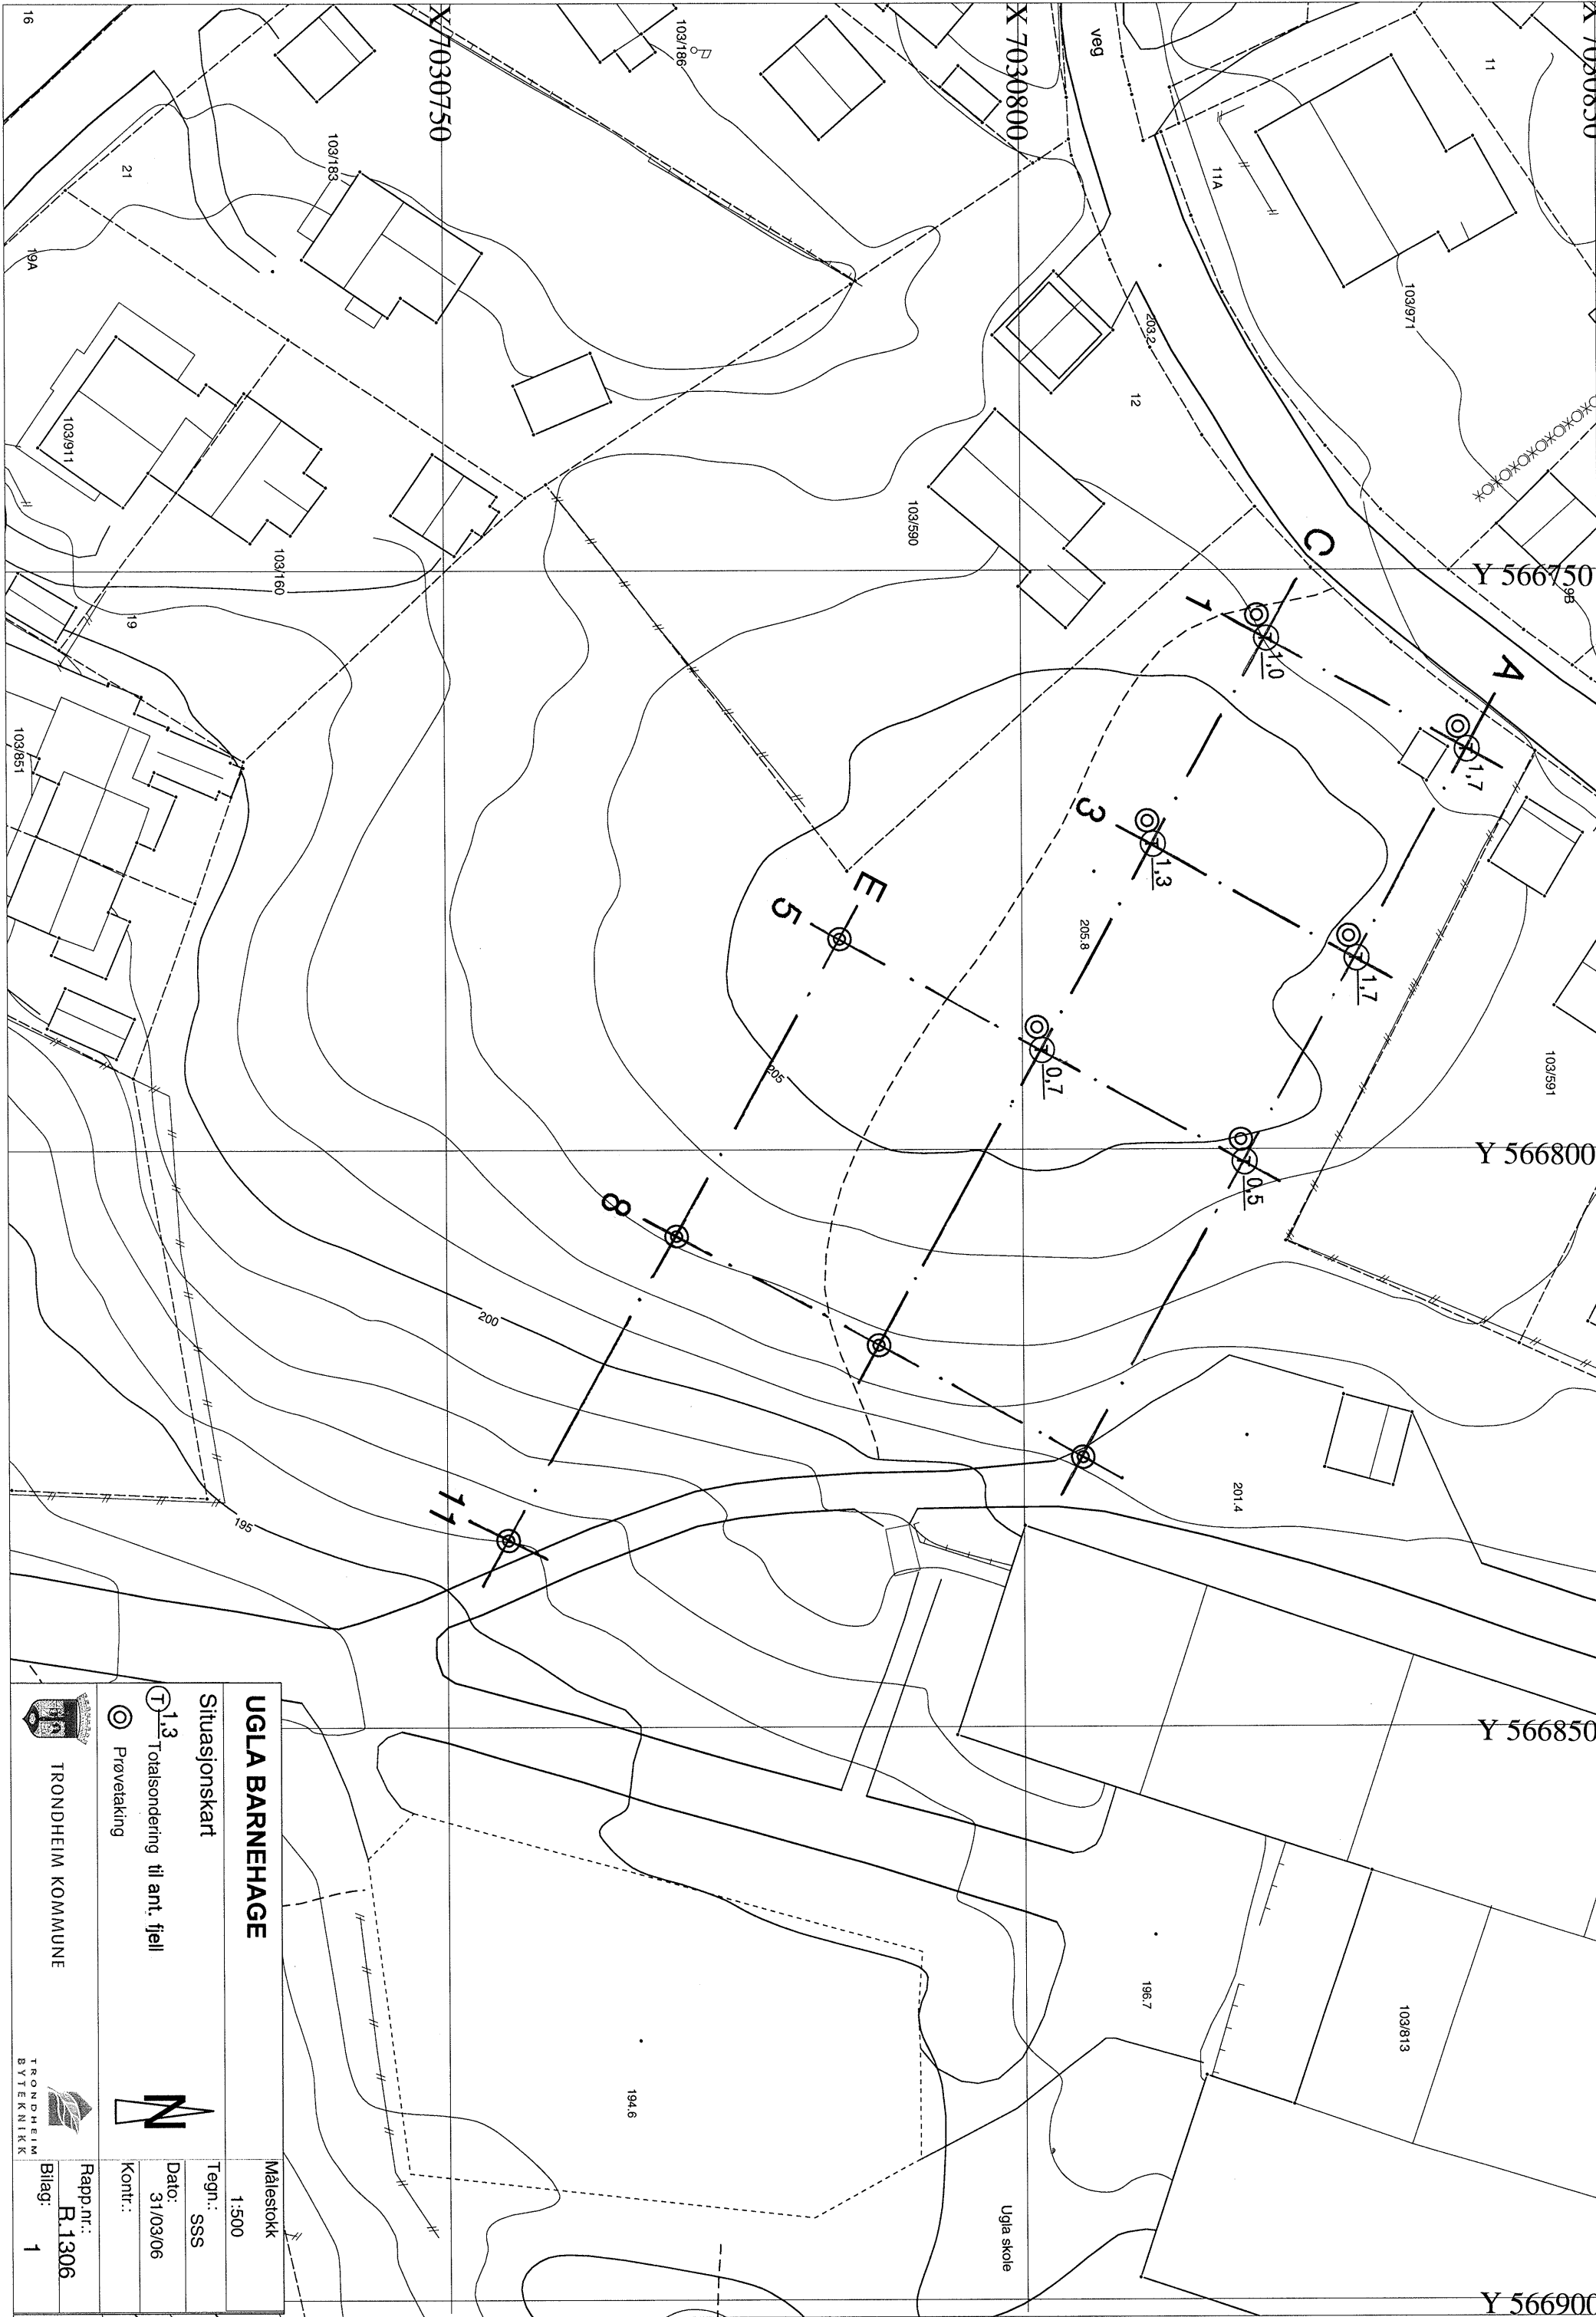 X 7030750
X 7030800
X 7030850
Y 566750
Y 566800
Y 566850
Y 566900
16
21
19A
103/183
103/186
veg
11
11A
103/971
203.2
12
103/911
103/160
103/590
19
9B
103/851
C
A
1
1,0
1,7
3
1,3
1,7
E
5
205.8
0,7
205
0,5
103/591
8
200
11
195
201.4
196.7
103/813
194.6
Ugla skole
UGLA BARNEHAGE
Situasjonskart
T 1,3 Totalsondering til ant. fjell
Prøvetaking
N
TRONDHEIM KOMMUNE
TRONDHEIM
BYTEKNIKK
Målestokk
1:500
Tegn.:
SSS
Dato:
31/03/06
Kontr.:
Rapp.nr.:
R.1306
Bilag:
1